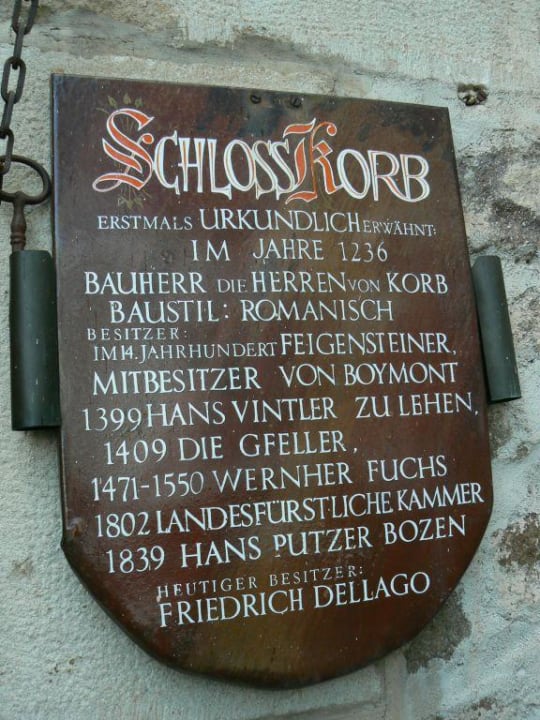 SCHLOSS KORB
ERSTMALS URKUNDLICH ERWÄHNT:
IM JAHRE 1236
BAUHERR DIE HERREN VON KORB
BAUSTIL: ROMANISCH
BESITZER:
IM 14. JAHRHUNDERT FEIGENSTEINER,
MITBESITZER VON BOYMONT
1399 HANS VINTLER ZU LEHEN,
1409 DIE GFELLER,
1471-1550 WERNHER FUCHS
1802 LANDESFÜRSTLICHE KAMMER
1839 HANS PUTZER BOZEN
HEUTIGER BESITZER:
FRIEDRICH DELLAGO